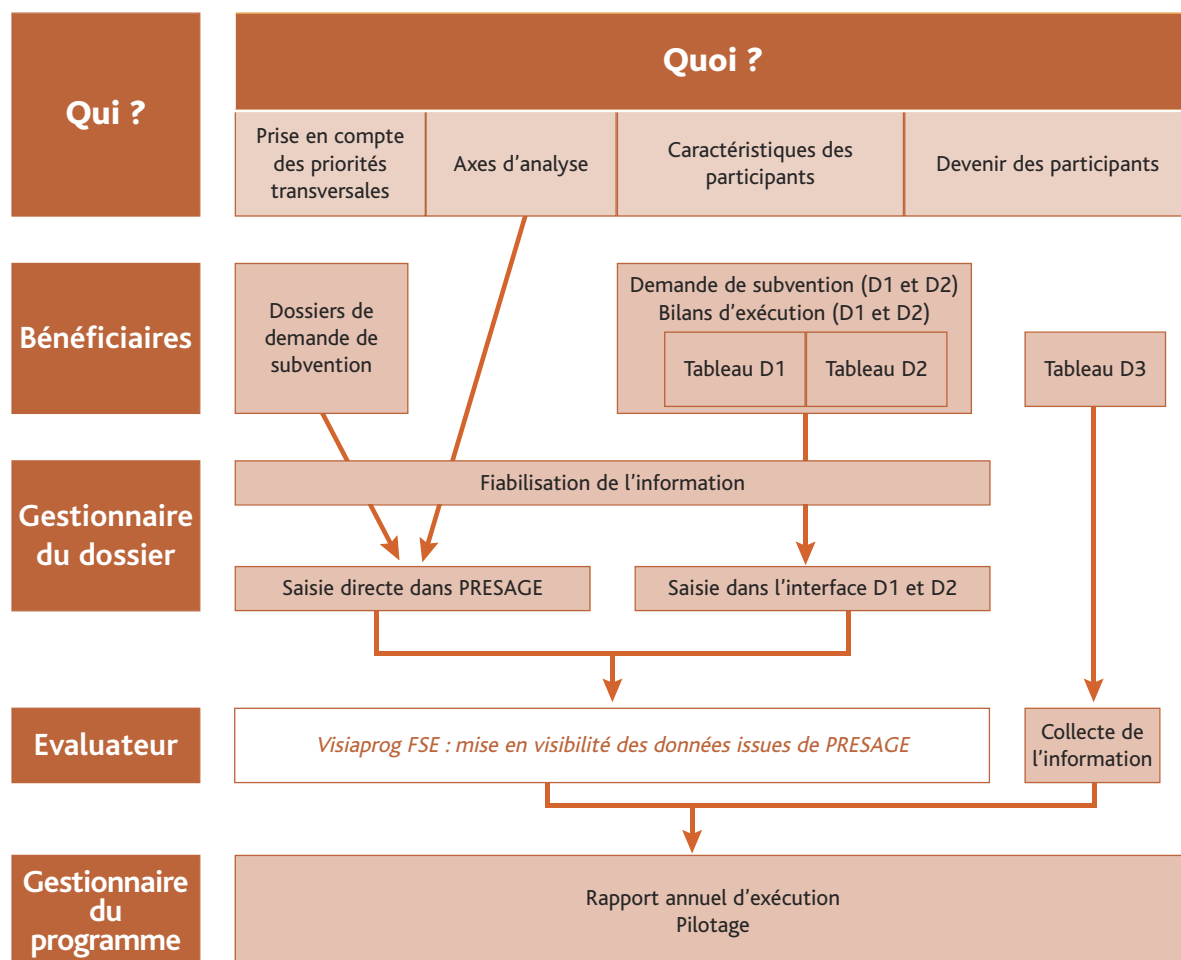 Qui ?
Quoi ?
Prise en compte
des priorités
transversales
Axes d'analyse
Caractéristiques des
participants
Devenir des participants
Bénéficiaires
Dossiers de
demande de
subvention
Demande de subvention (D1 et D2)
Bilans d'exécution (D1 et D2)
Tableau D1
Tableau D2
Tableau D3
Gestionnaire
du dossier
Fiabilisation de l'information
Saisie directe dans PRESAGE
Saisie dans l'interface D1 et D2
Evaluateur
Visiaprog FSE : mise en visibilité des données issues de PRESAGE
Collecte de
l'information
Gestionnaire
du
programme
Rapport annuel d'exécution
Pilotage